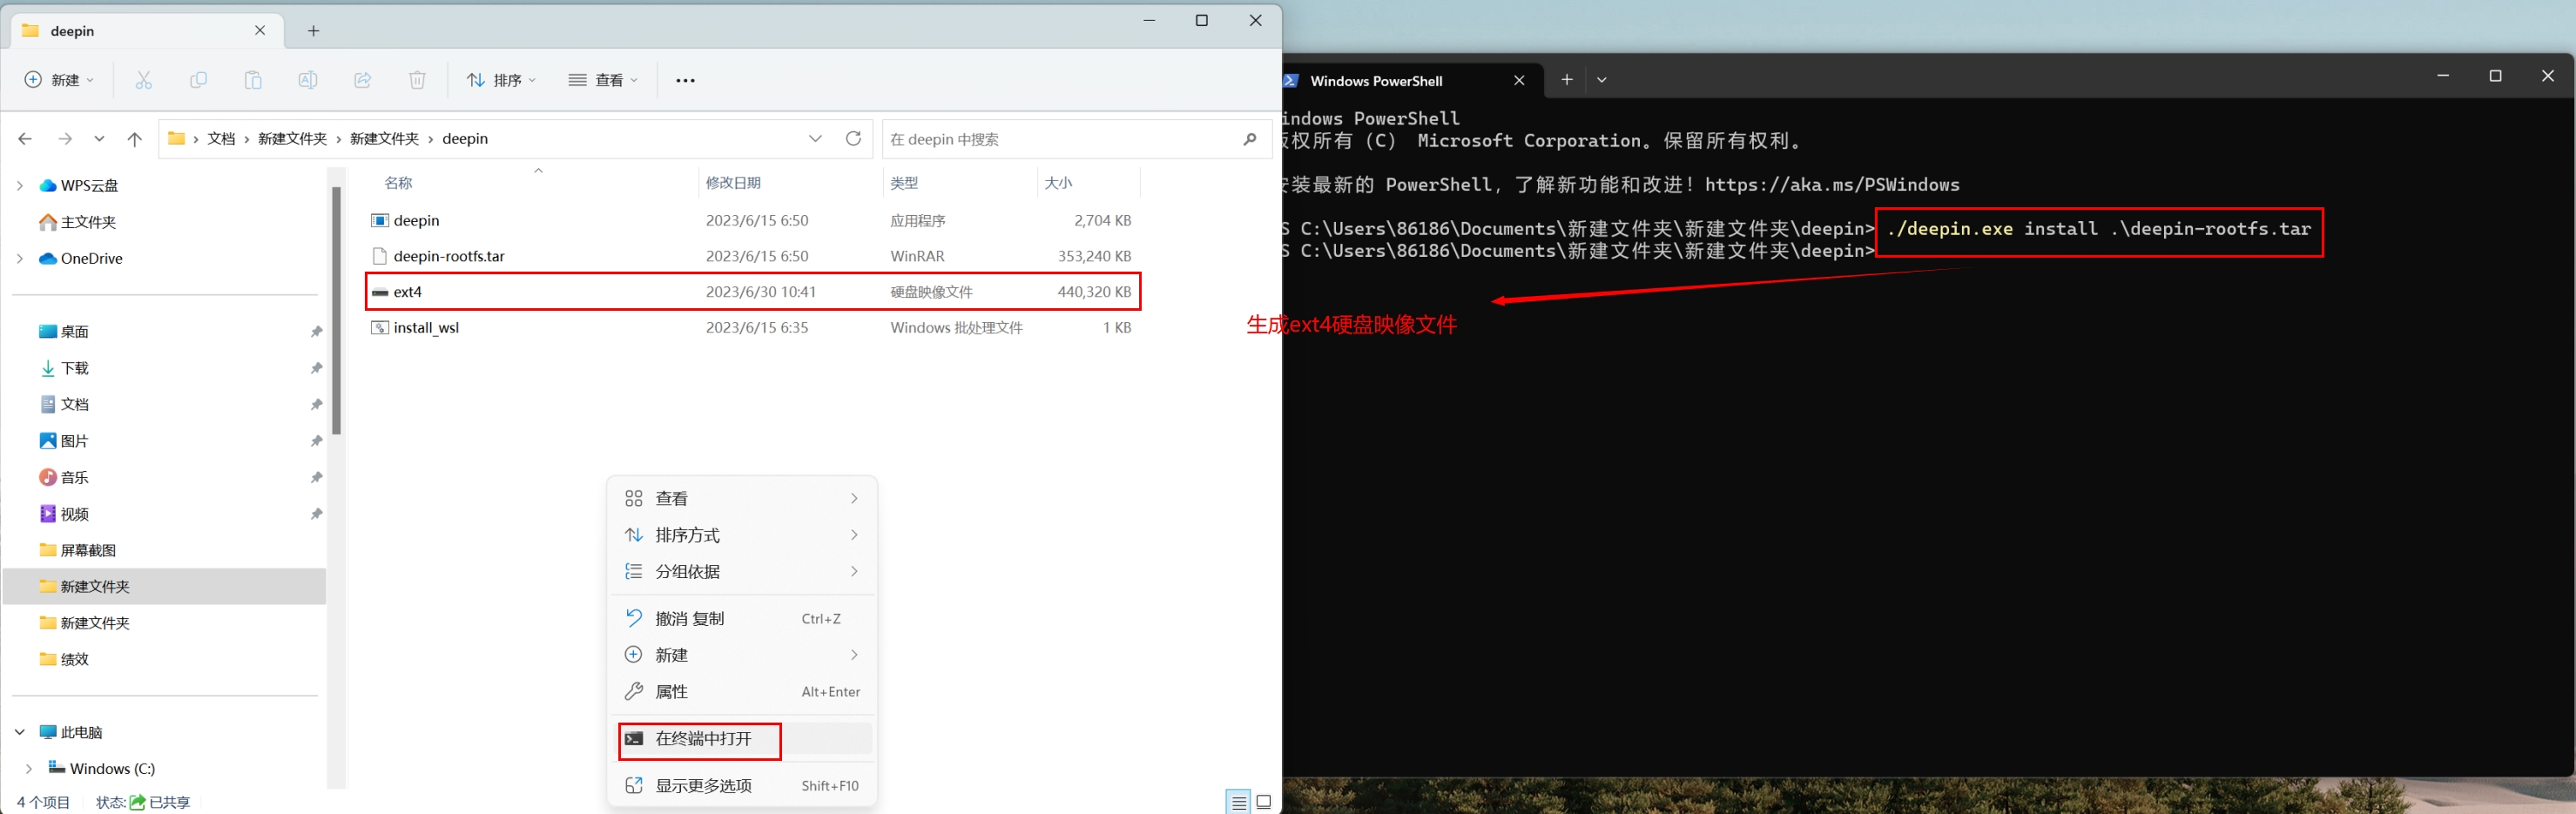 deepin
新建
排序
查看
文档 › 新建文件夹 › 新建文件夹 › deepin
在 deepin 中搜索
WPS云盘
主文件夹
OneDrive
桌面
下载
文档
图片
音乐
视频
屏幕截图
新建文件夹
新建文件夹
绩效
此电脑
Windows (C:)
名称 修改日期 类型 大小
deepin 2023/6/15 6:50 应用程序 2,704 KB
deepin-rootfs.tar 2023/6/15 6:50 WinRAR 353,240 KB
ext4 2023/6/30 10:41 硬盘映像文件 440,320 KB
install_wsl 2023/6/15 6:35 Windows 批处理文件 1 KB
查看
排序方式
分组依据
撤消 复制 Ctrl+Z
新建
属性 Alt+Enter
在终端中打开
显示更多选项 Shift+F10
4 个项目 状态: 已共享
Windows PowerShell
indows PowerShell
权所有（C） Microsoft Corporation。保留所有权利。
装最新的 PowerShell，了解新功能和改进！https://aka.ms/PSWindows
S C:\Users\86186\Documents\新建文件夹\新建文件夹\deepin> ./deepin.exe install .\deepin-rootfs.tar
S C:\Users\86186\Documents\新建文件夹\新建文件夹\deepin>
生成ext4硬盘映像文件